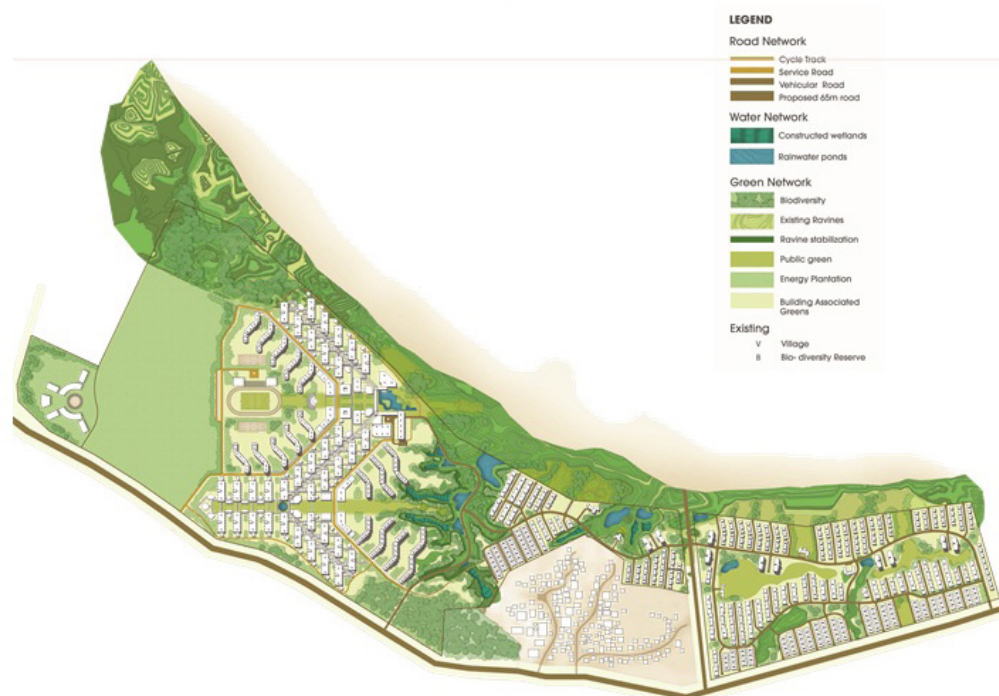 LEGEND
Road Network
Cycle Track
Service Road
Vehicular Road
Proposed 65m road
Water Network
Constructed wetlands
Rainwater ponds
Green Network
Biodiversity
Existing Ravines
Ravine stabilization
Public green
Energy Plantation
Building Associated
Greens
Existing
V Village
B Bio- diversity Reserve